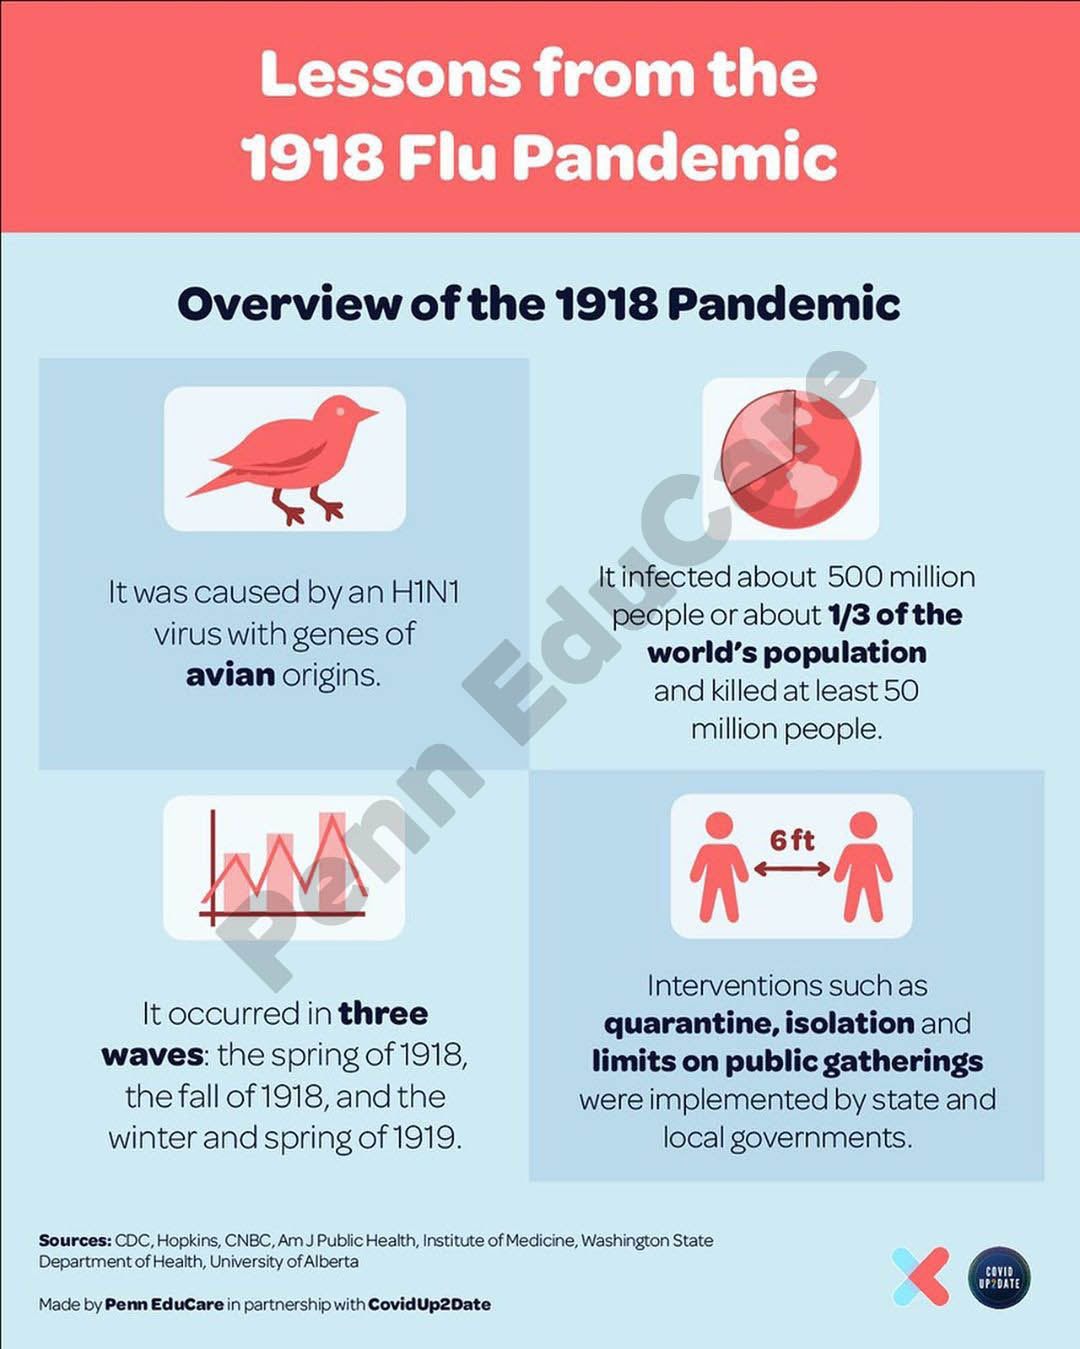 Lessons from the
1918 Flu Pandemic
Overview of the 1918 Pandemic
It was caused by an H1N1
virus with genes of
avian origins.
It infected about 500 million
people or about 1/3 of the
world's population
and killed at least 50
million people.
It occurred in three
waves: the spring of 1918,
the fall of 1918, and the
winter and spring of 1919.
6 ft
Interventions such as
quarantine, isolation and
limits on public gatherings
were implemented by state and
local governments.
Penn EduCare
Sources: CDC, Hopkins, CNBC, Am J Public Health, Institute of Medicine, Washington State
Department of Health, University of Alberta
Made by Penn EduCare in partnership with CovidUp2Date
COVID
UP2DATE